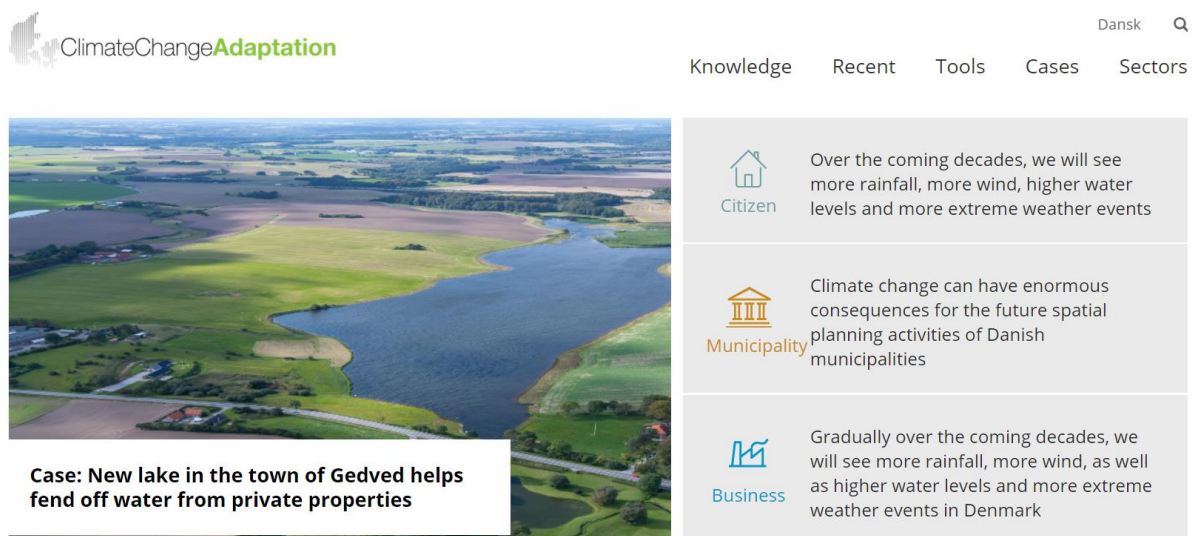 ClimateChangeAdaptation
Dansk
Knowledge Recent Tools Cases Sectors
Case: New lake in the town of Gedved helps
fend off water from private properties
Citizen
Over the coming decades, we will see
more rainfall, more wind, higher water
levels and more extreme weather events
Municipality
Climate change can have enormous
consequences for the future spatial
planning activities of Danish
municipalities
Business
Gradually over the coming decades, we
will see more rainfall, more wind, as well
as higher water levels and more extreme
weather events in Denmark